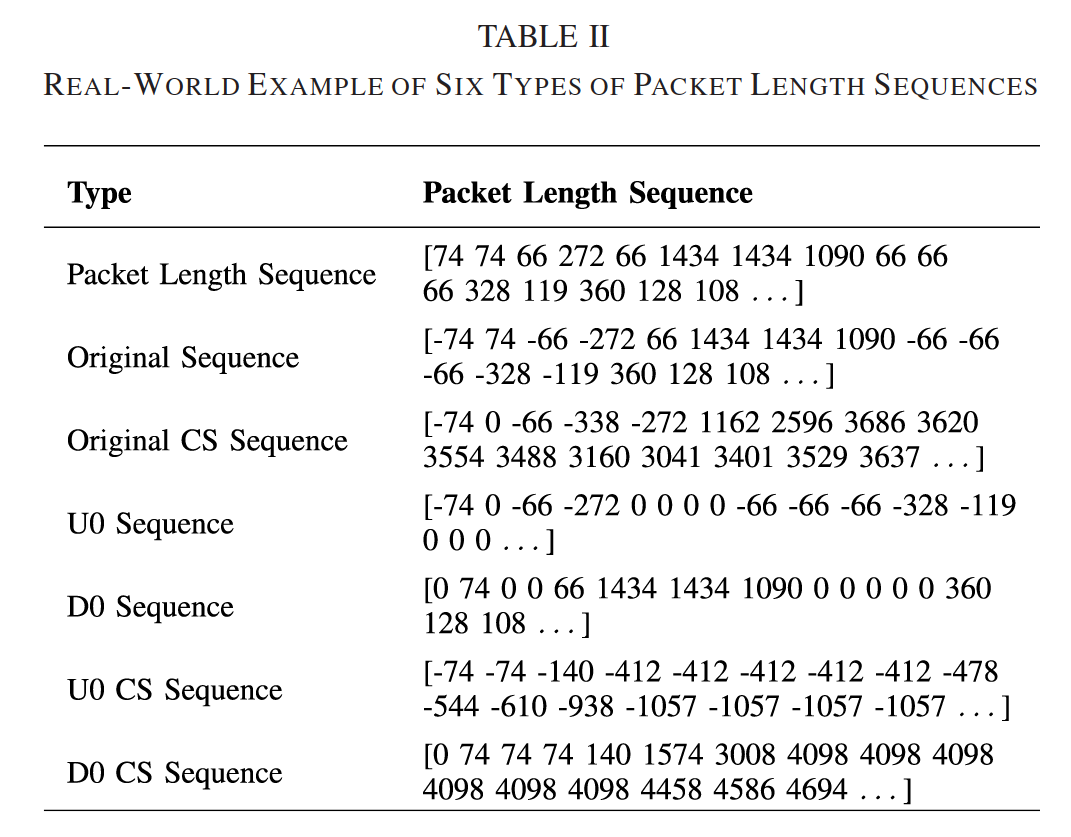 TABLE II
REAL-WORLD EXAMPLE OF SIX TYPES OF PACKET LENGTH SEQUENCES
Type Packet Length Sequence
Packet Length Sequence [74 74 66 272 66 1434 1434 1090 66 66
66 328 119 360 128 108 ...]
Original Sequence [-74 74 -66 -272 66 1434 1434 1090 -66 -66
-66 -328 -119 360 128 108 ...]
Original CS Sequence [-74 0 -66 -338 -272 1162 2596 3686 3620
3554 3488 3160 3041 3401 3529 3637 ...]
U0 Sequence [-74 0 -66 -272 0 0 0 0 -66 -66 -66 -328 -119
0 0 0 ...]
D0 Sequence [0 74 0 0 66 1434 1434 1090 0 0 0 0 0 360
128 108 ...]
U0 CS Sequence [-74 -74 -140 -412 -412 -412 -412 -412 -478
-544 -610 -938 -1057 -1057 -1057 -1057 ...]
D0 CS Sequence [0 74 74 74 140 1574 3008 4098 4098 4098
4098 4098 4098 4458 4586 4694 ...]